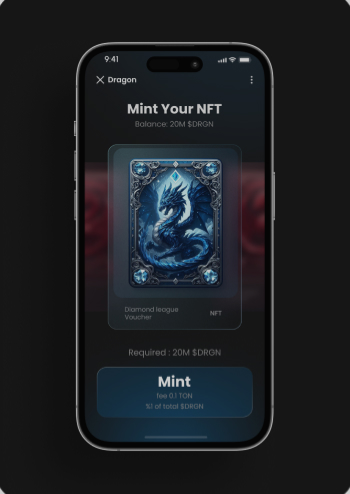 9:41
Dragon
Mint Your NFT
Balance: 20M $DRGN
Diamond league
Voucher
NFT
Required : 20M $DRGN
Mint
fee 0.1 TON
%1 of total $DRGN